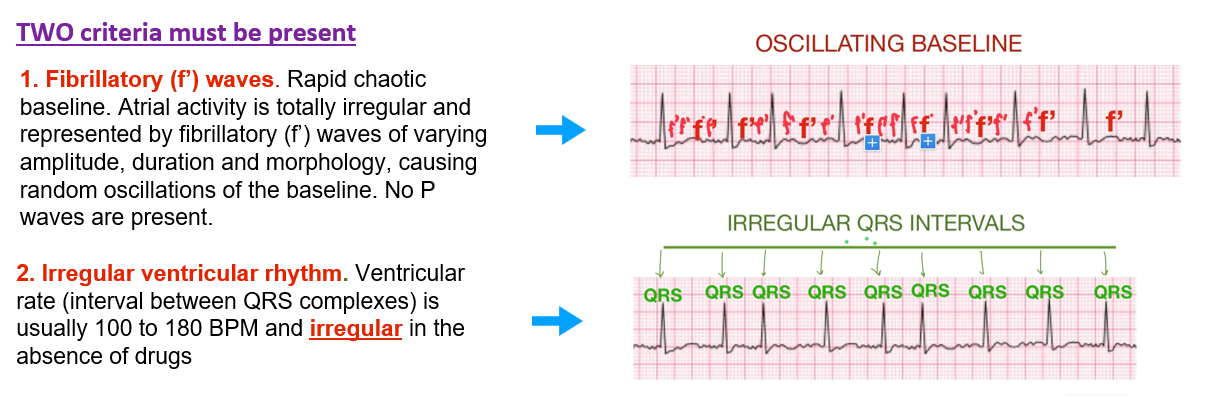 TWO criteria must be present
1. Fibrillatory (f’) waves. Rapid chaotic
baseline. Atrial activity is totally irregular and
represented by fibrillatory (f’) waves of varying
amplitude, duration and morphology, causing
random oscillations of the baseline. No P
waves are present.
OSCILLATING BASELINE
f' f' f' f' f' f' f'
2. Irregular ventricular rhythm. Ventricular
rate (interval between QRS complexes) is
usually 100 to 180 BPM and irregular in the
absence of drugs
IRREGULAR QRS INTERVALS
QRS QRS QRS QRS QRS QRS QRS QRS QRS